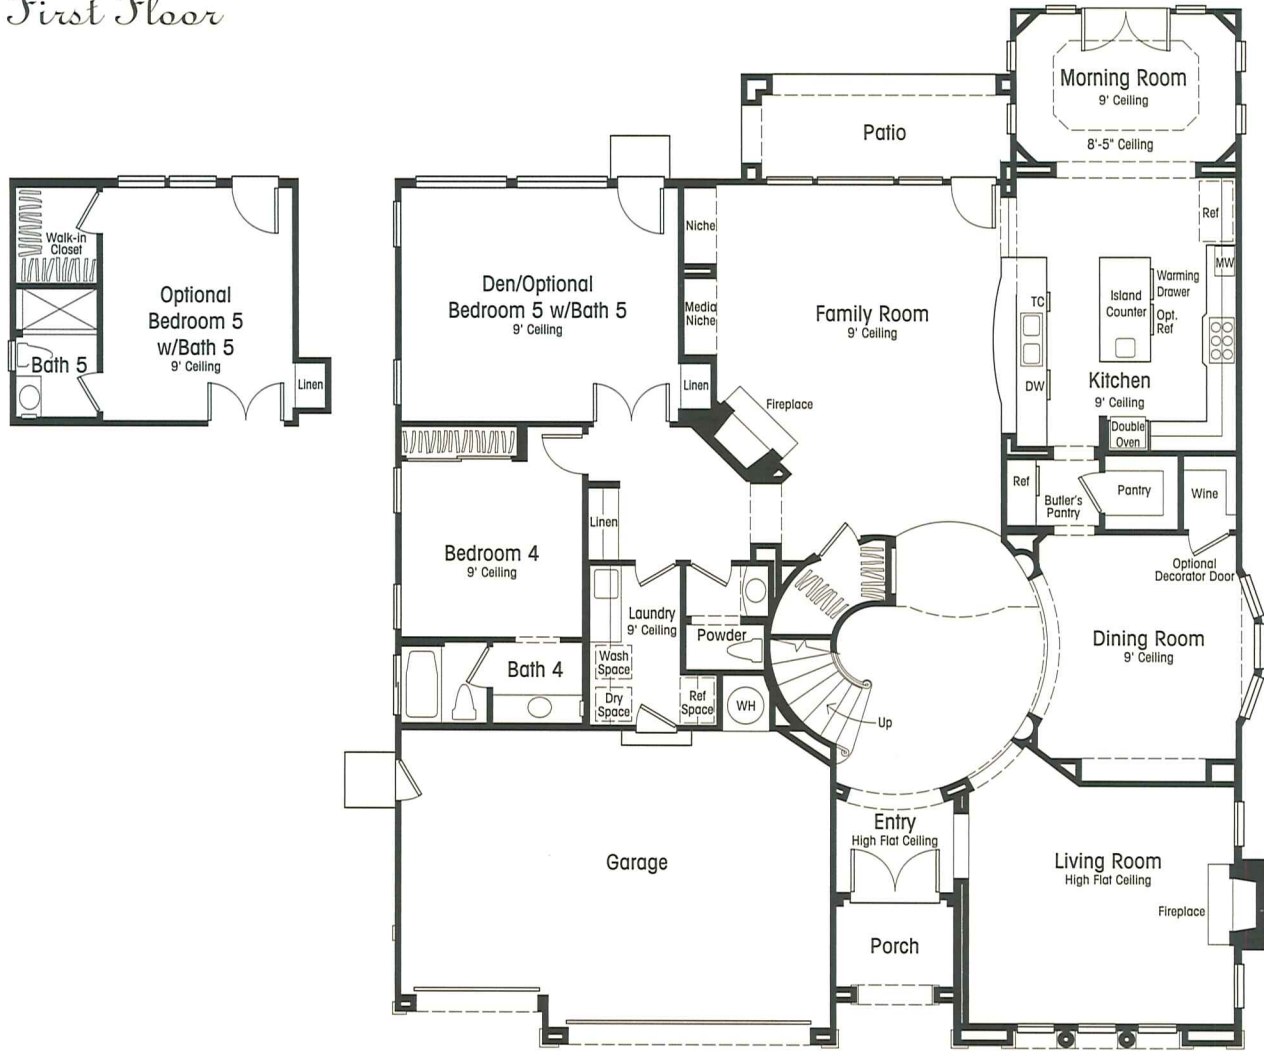 First Floor
Morning Room
9' Ceiling
8'-5" Ceiling
Patio
Walk-in
Closet
Optional
Bedroom 5
w/Bath 5
9' Ceiling
Bath 5
Linen
Den/Optional
Bedroom 5 w/Bath 5
9' Ceiling
Niche
Media
Niche
Linen
Family Room
9' Ceiling
Fireplace
Ref
MW
Warming
Drawer
Opt.
Ref
Island
Counter
TC
DW
Kitchen
9' Ceiling
Double
Oven
Ref
Butler's
Pantry
Pantry
Wine
Optional
Decorator Door
Linen
Bedroom 4
9' Ceiling
Laundry
9' Ceiling
Powder
Wash
Space
Dry
Space
Ref
Space
WH
Bath 4
Up
Dining Room
9' Ceiling
Entry
High Flat Ceiling
Garage
Living Room
High Flat Ceiling
Fireplace
Porch